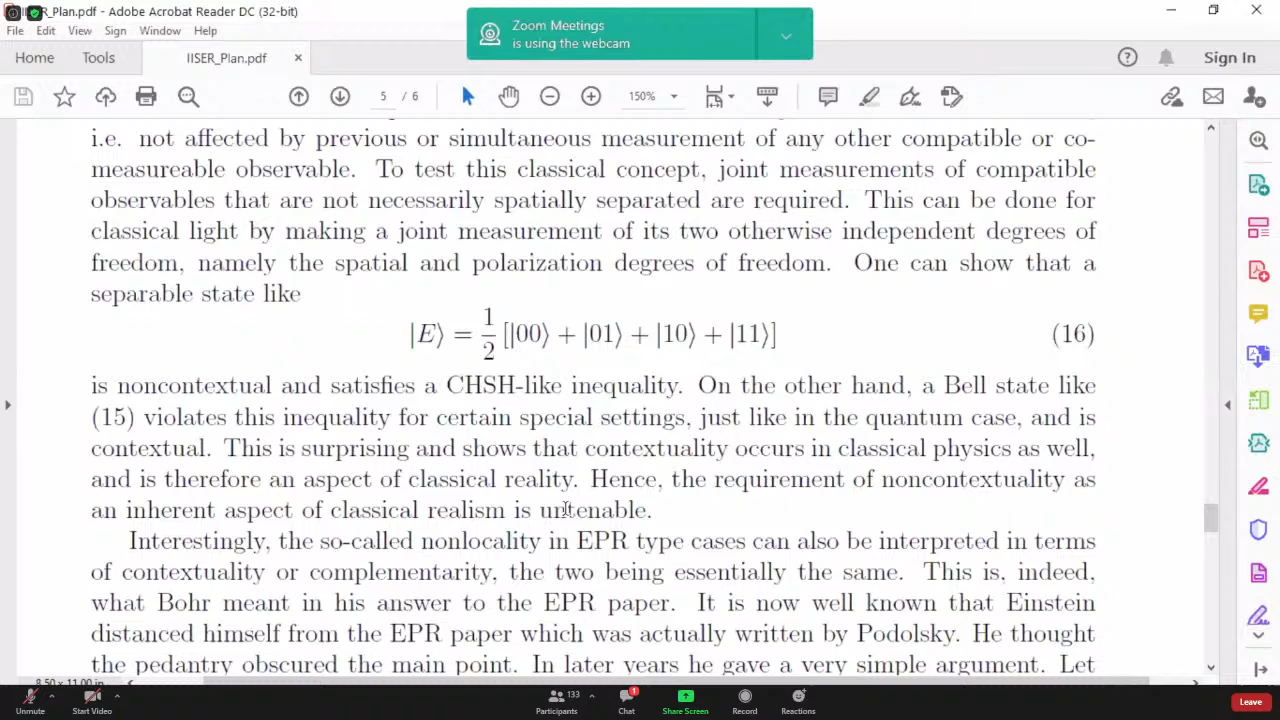 IISER_Plan.pdf - Adobe Acrobat Reader DC (32-bit)
File Edit View Sign Window Help
Zoom Meetings
is using the webcam
Home Tools IISER_Plan.pdf × Sign In
5 / 6 150%
i.e. not affected by previous or simultaneous measurement of any other compatible or co-
measureable observable. To test this classical concept, joint measurements of compatible
observables that are not necessarily spatially separated are required. This can be done for
classical light by making a joint measurement of its two otherwise independent degrees of
freedom, namely the spatial and polarization degrees of freedom. One can show that a
separable state like
|E⟩ = 1/2 [|00⟩ + |01⟩ + |10⟩ + |11⟩] (16)
is noncontextual and satisfies a CHSH-like inequality. On the other hand, a Bell state like
(15) violates this inequality for certain special settings, just like in the quantum case, and is
contextual. This is surprising and shows that contextuality occurs in classical physics as well,
and is therefore an aspect of classical reality. Hence, the requirement of noncontextuality as
an inherent aspect of classical realism is untenable.
Interestingly, the so-called nonlocality in EPR type cases can also be interpreted in terms
of contextuality or complementarity, the two being essentially the same. This is, indeed,
what Bohr meant in his answer to the EPR paper. It is now well known that Einstein
distanced himself from the EPR paper which was actually written by Podolsky. He thought
the pedantry obscured the main point. In later years he gave a very simple argument. Let
8.50 x 11.00 in
Unmute Start Video Participants 133 Chat 1 Share Screen Record Reactions Leave